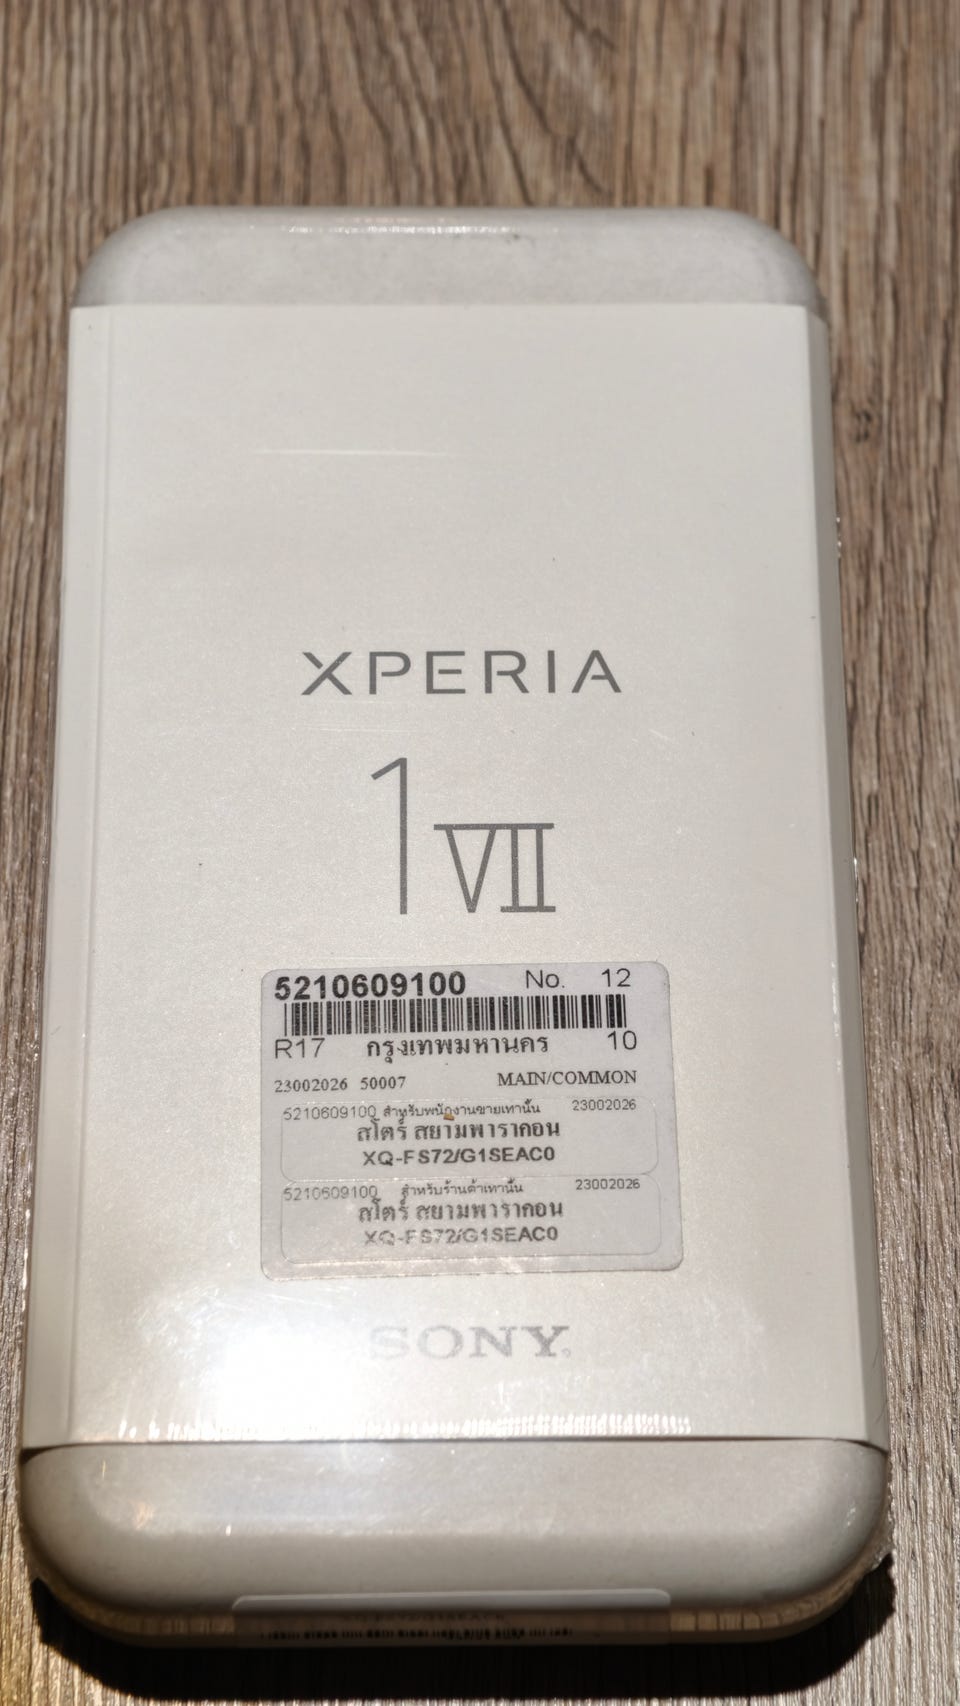 XPERIA
1 VII
5210609100 No. 12
R17 กรุงเทพมหานคร 10
23002026 50007 MAIN/COMMON
5210609100 สำหรับพนักงานขายเท่านั้น 23002026
สโตร์ สยามพารากอน
XQ-FS72/G1SEAC0
5210609100 สำหรับร้านค้าเท่านั้น 23002026
สโตร์ สยามพารากอน
XQ-FS72/G1SEAC0
SONY